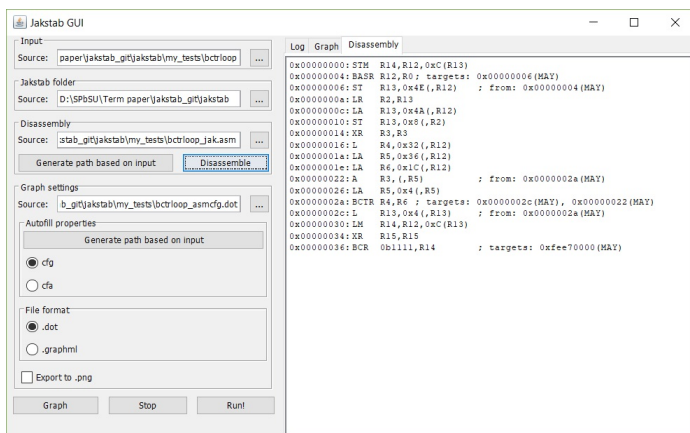 Jakstab GUI
Input
Source: paper\jakstab_git\jakstab\my_tests\bctrloop ...
Jakstab folder
Source: D:\SPbSU\Term paper\jakstab_git\jakstab ...
Disassembly
Source: :stab_git\jakstab\my_tests\bctrloop_jak.asm ...
Generate path based on input Disassemble
Graph settings
Source: b_git\jakstab\my_tests\bctrloop_asmcfg.dot ...
Autofill properties
Generate path based on input
cfg
cfa
File format
.dot
.graphml
Export to .png
Graph Stop Run!
Log Graph Disassembly
0x00000000: STM R14,R12,0xC(R13)
0x00000004: BASR R12,R0 ; targets: 0x00000006(MAY)
0x00000006: ST R13,0x4E(,R12) ; from: 0x00000004(MAY)
0x0000000a: LR R2,R13
0x0000000c: LA R13,0x4A(,R12)
0x00000010: ST R13,0x8(,R2)
0x00000014: XR R3,R3
0x00000016: L R4,0x32(,R12)
0x0000001a: LA R5,0x36(,R12)
0x0000001e: LA R6,0x1C(,R12)
0x00000022: A R3,(,R5) ; from: 0x0000002a(MAY)
0x00000026: LA R5,0x4(,R5)
0x0000002a: BCTR R4,R6 ; targets: 0x0000002c(MAY), 0x00000022(MAY)
0x0000002c: L R13,0x4(,R13) ; from: 0x0000002a(MAY)
0x00000030: LM R14,R12,0xC(R13)
0x00000034: XR R15,R15
0x00000036: BCR 0b1111,R14 ; targets: 0xfee70000(MAY)